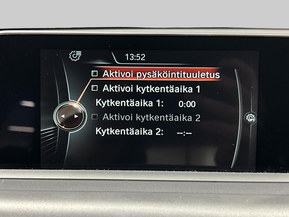 13:52
Aktivoi pysäköintituuletus
Aktivoi kytkentäaika 1
Kytkentäaika 1: 0:00
Aktivoi kytkentäaika 2
Kytkentäaika 2: --:--